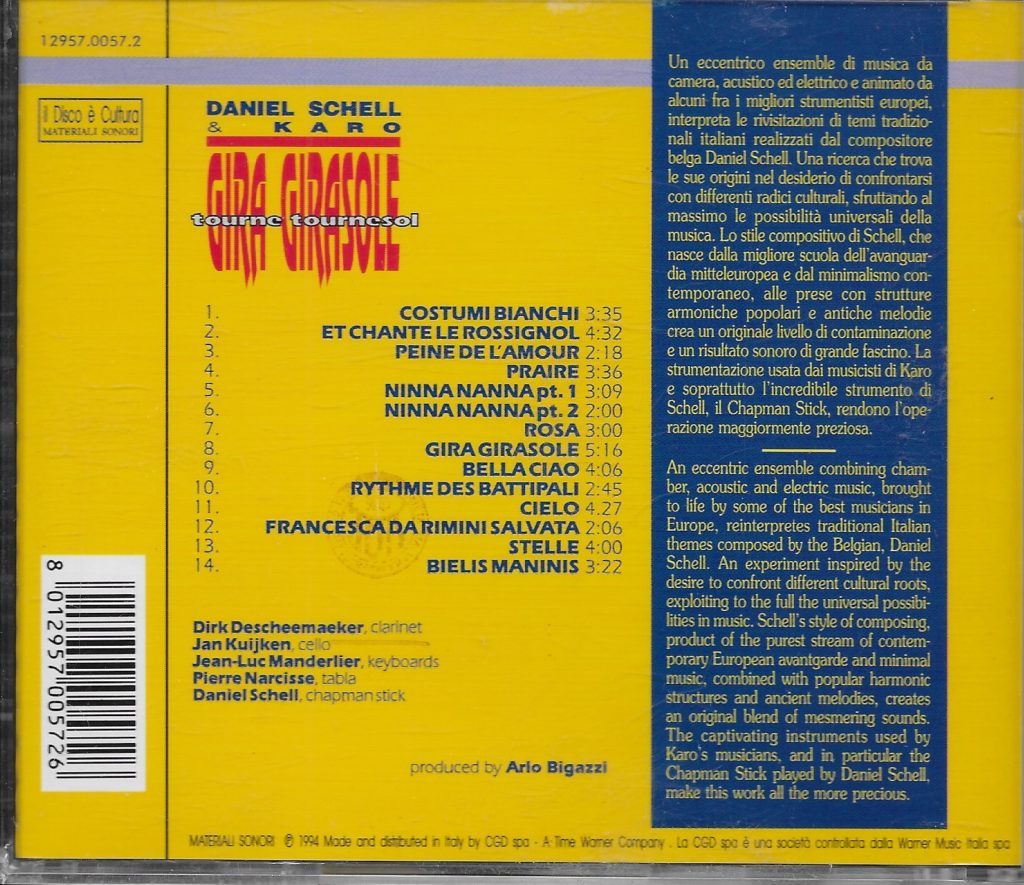 12957.0057.2
il Disco è Cultura
MATERIALI SONORI
DANIEL SCHELL
& KARO
GIRA GIRASOLE
tourne tournesol
1. COSTUMI BIANCHI 3:35
2. ET CHANTE LE ROSSIGNOL 4:32
3. PEINE DE L'AMOUR 2:18
4. PRAIRE 3:36
5. NINNA NANNA pt. 1 3:09
6. NINNA NANNA pt. 2 2:00
7. ROSA 3:00
8. GIRA GIRASOLE 5:16
9. BELLA CIAO 4:06
10. RYTHME DES BATTIPALI 2:45
11. CIELO 4.27
12. FRANCESCA DA RIMINI SALVATA 2:06
13. STELLE 4:00
14. BIELIS MANINIS 3:22
Dirk Descheemaeker, clarinet
Jan Kuijken, cello
Jean-Luc Manderlier, keyboards
Pierre Narcisse, tabla
Daniel Schell, chapman stick
produced by Arlo Bigazzi
8 012957 005726
Un eccentrico ensemble di musica da
camera, acustico ed elettrico e animato da
alcuni fra i migliori strumentisti europei,
interpreta le rivisitazioni di temi tradizio-
nali italiani realizzati dal compositore
belga Daniel Schell. Una ricerca che trova
le sue origini nel desiderio di confrontarsi
con differenti radici culturali, sfruttando al
massimo le possibilità universali della
musica. Lo stile compositivo di Schell, che
nasce dalla migliore scuola dell'avanguar-
dia mitteleuropea e dal minimalismo con-
temporaneo, alle prese con strutture
armoniche popolari e antiche melodie
crea un originale livello di contaminazione
e un risultato sonoro di grande fascino. La
strumentazione usata dai musicisti di Karo
e soprattutto l'incredibile strumento di
Schell, il Chapman Stick, rendono l'ope-
razione maggiormente preziosa.
An eccentric ensemble combining cham-
ber, acoustic and electric music, brought
to life by some of the best musicians in
Europe, reinterpretes traditional Italian
themes composed by the Belgian, Daniel
Schell. An experiment inspired by the
desire to confront different cultural roots,
exploiting to the full the universal possibi-
lities in music. Schell's style of composing,
product of the purest stream of contem-
porary European avantgarde and minimal
music, combined with popular harmonic
structures and ancient melodies, creates
an original blend of mesmering sounds.
The captivating instruments used by
Karo's musicians, and in particular the
Chapman Stick played by Daniel Schell,
make this work all the more precious.
MATERIALI SONORI ℗ 1994 Made and distributed in Italy by CGD spa - A Time Warner Company . La CGD spa è una società controllata dalla Warner Music Italia spa